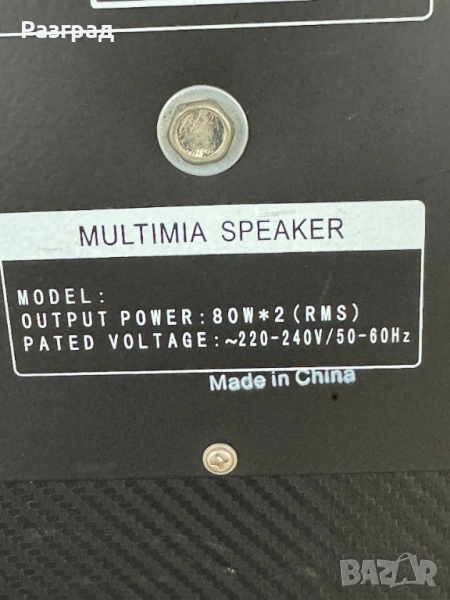 гр. Разград
MULTIMIA SPEAKER
MODEL:
OUTPUT POWER:80W*2(RMS)
PATED VOLTAGE:~220-240V/50-60Hz
Made in China
BAZAR